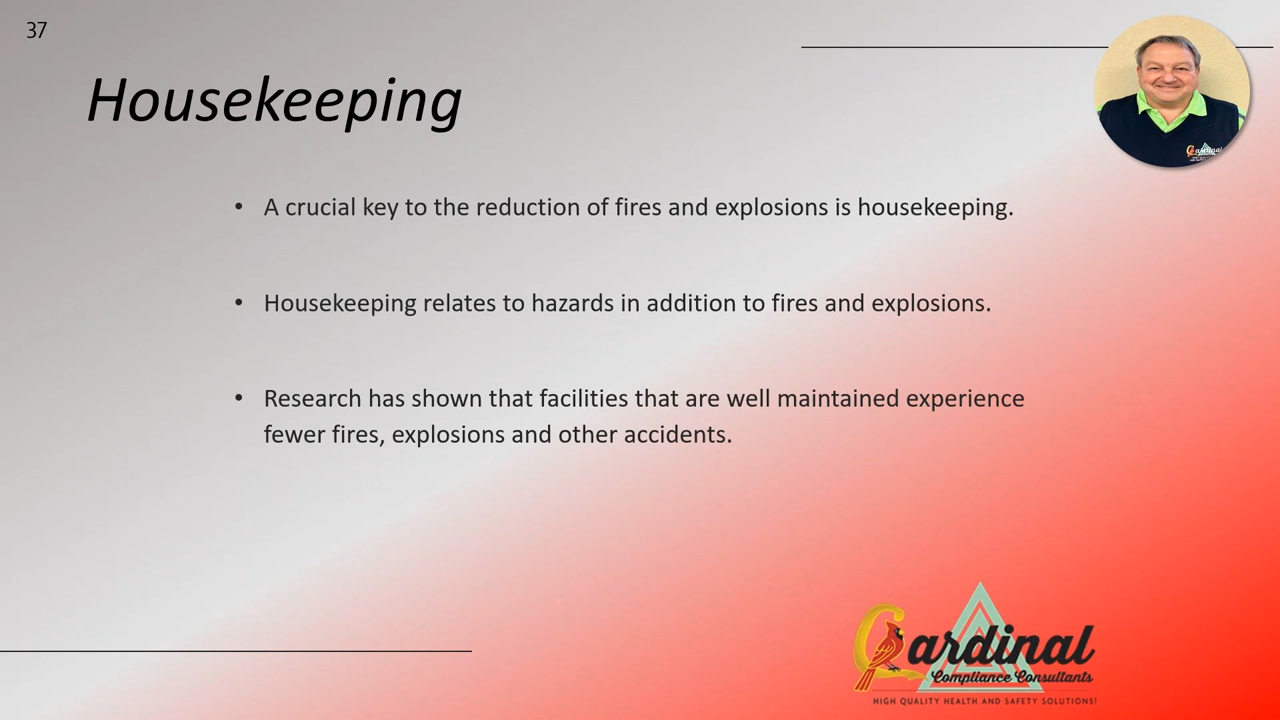 37
Housekeeping
• A crucial key to the reduction of fires and explosions is housekeeping.
• Housekeeping relates to hazards in addition to fires and explosions.
• Research has shown that facilities that are well maintained experience
fewer fires, explosions and other accidents.
Cardinal
Cardinal
Compliance Consultants
HIGH QUALITY HEALTH AND SAFETY SOLUTIONS!